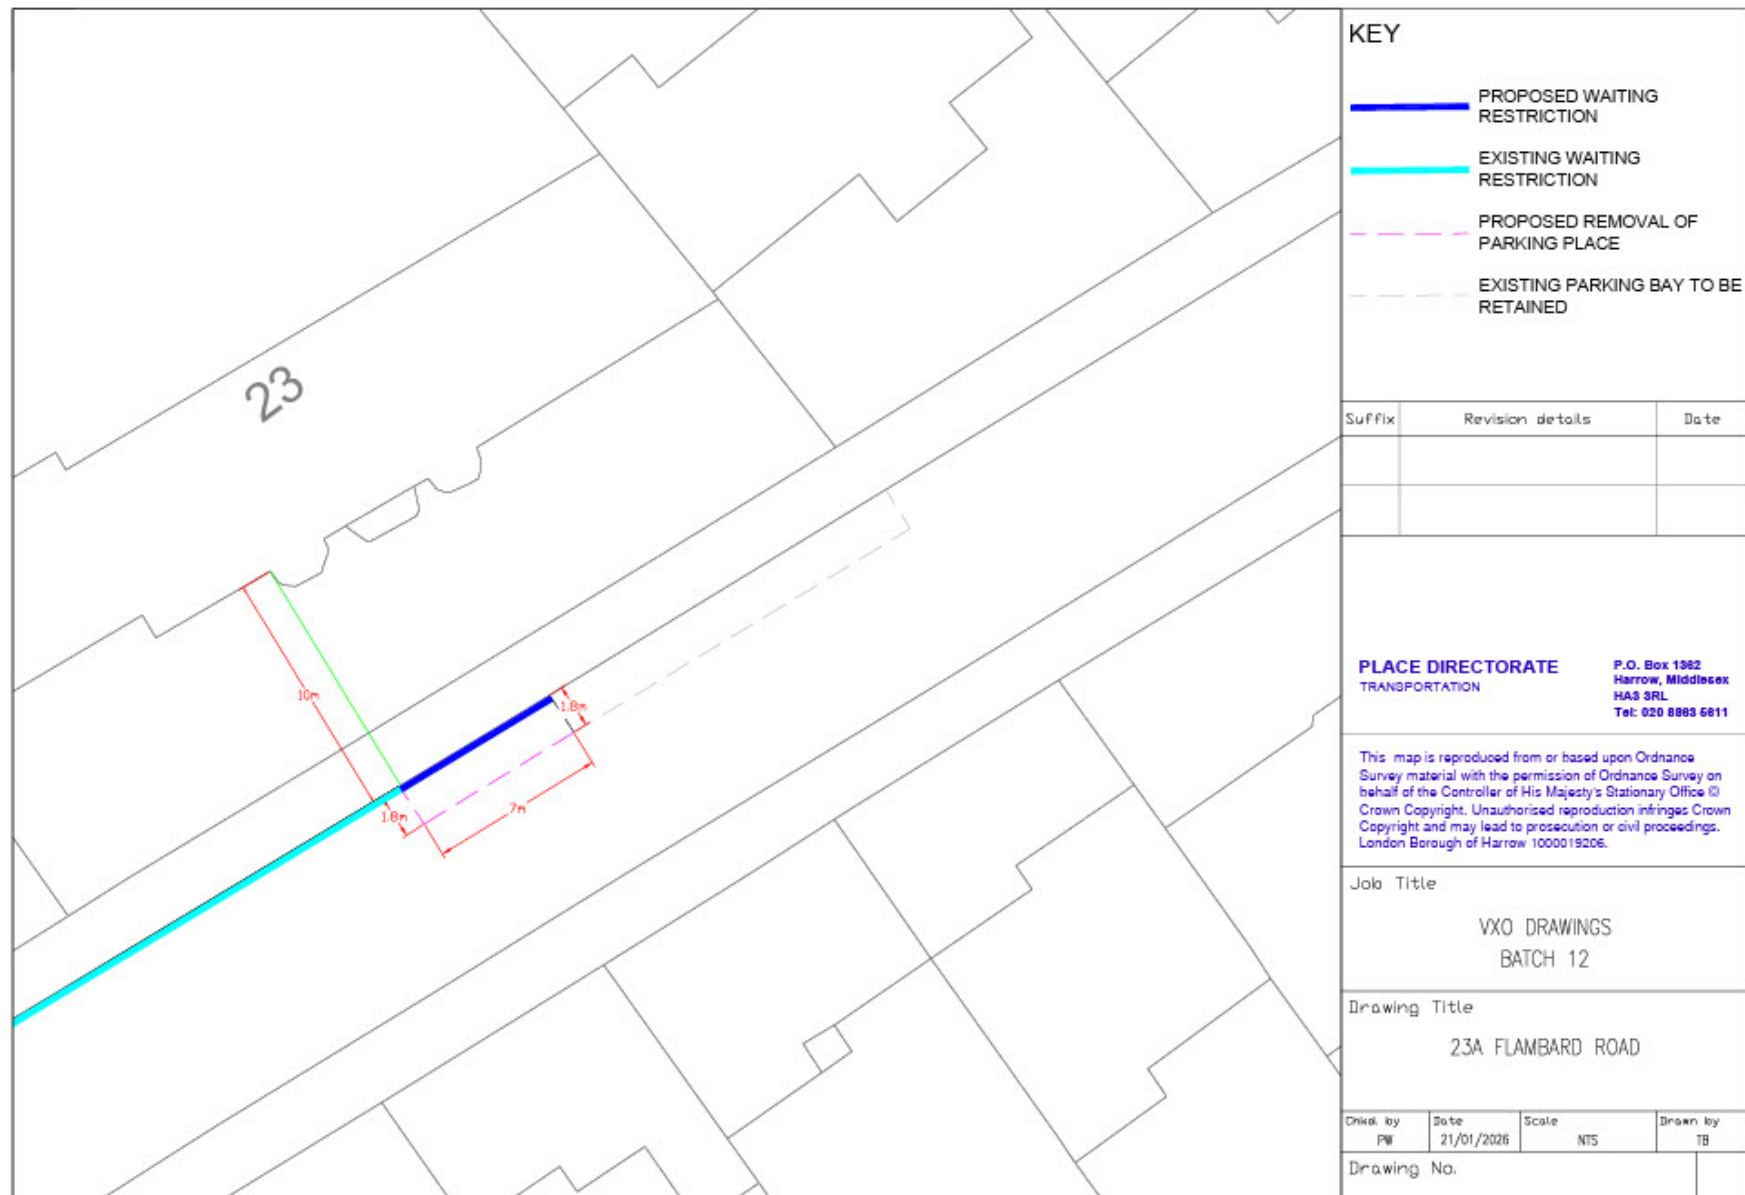 KEY
PROPOSED WAITING
RESTRICTION
EXISTING WAITING
RESTRICTION
PROPOSED REMOVAL OF
PARKING PLACE
EXISTING PARKING BAY TO BE
RETAINED
23
10m
1.8m
1.8m
7m
Suffix Revision details Date
PLACE DIRECTORATE
TRANSPORTATION
P.O. Box 1362
Harrow, Middlesex
HA3 3RL
Tel: 020 8863 5611
This map is reproduced from or based upon Ordnance
Survey material with the permission of Ordnance Survey on
behalf of the Controller of His Majesty's Stationary Office ©
Crown Copyright. Unauthorised reproduction infringes Crown
Copyright and may lead to prosecution or civil proceedings.
London Borough of Harrow 1000019206.
Job Title
VXO DRAWINGS
BATCH 12
Drawing Title
23A FLAMBARD ROAD
Chkd. by Date Scale Drawn by
PW 21/01/2026 NTS TB
Drawing No.